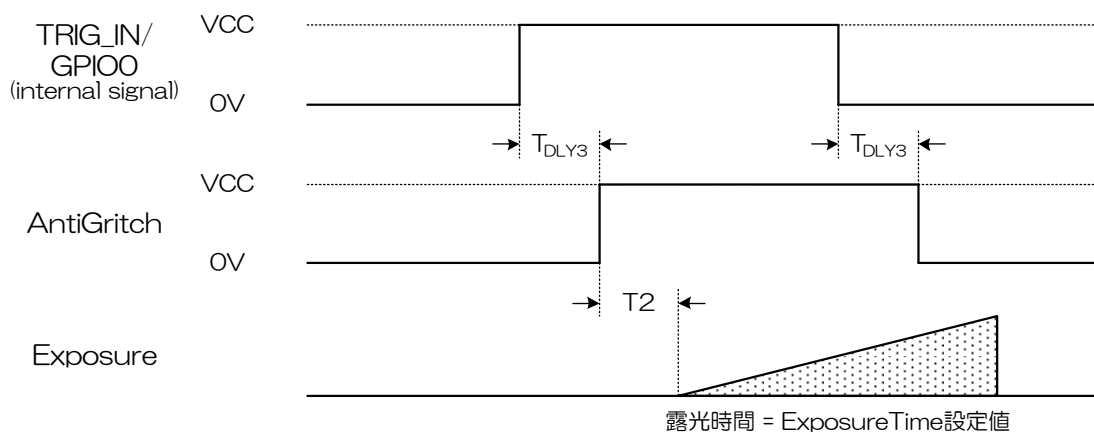 TRIG_IN/
GPIO0
(internal signal)
VCC
0V
TDLY3
TDLY3
AntiGritch
VCC
0V
T2
Exposure
露光時間 = ExposureTime設定値